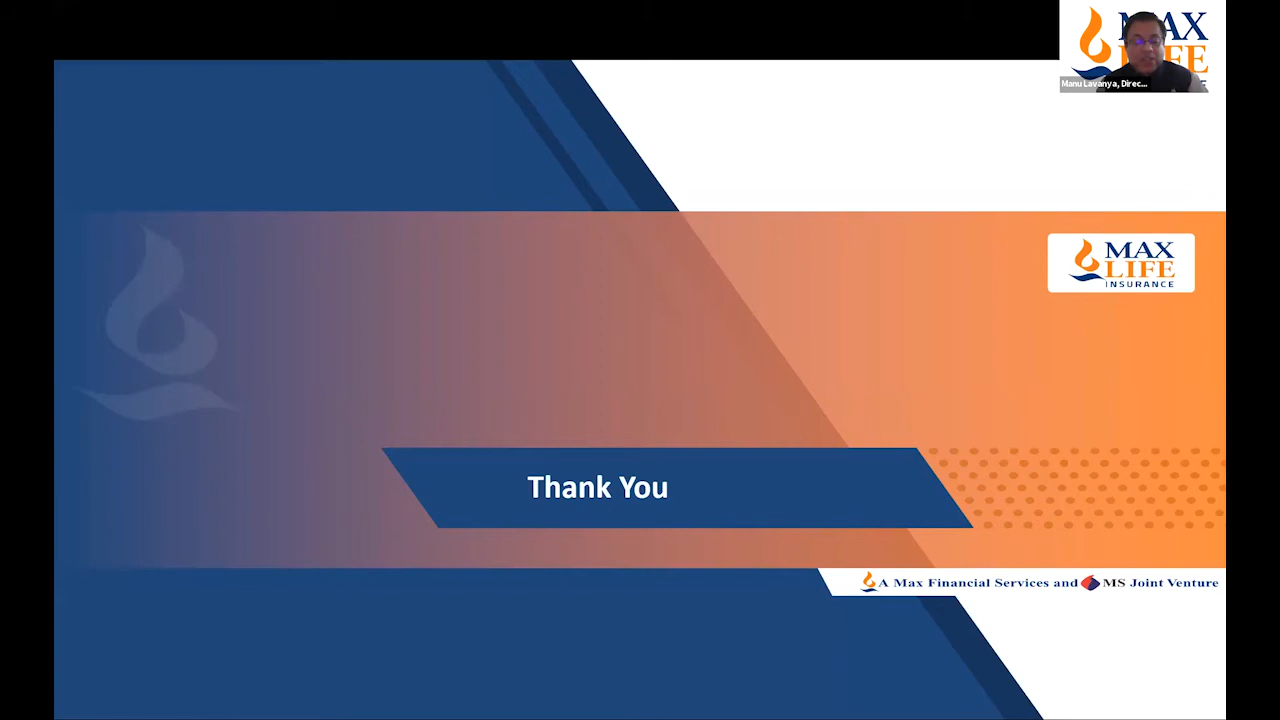 MAX
LIFE
Manu Lavanya, Direc...
MAX
LIFE
INSURANCE
Thank You
A Max Financial Services and MS Joint Venture